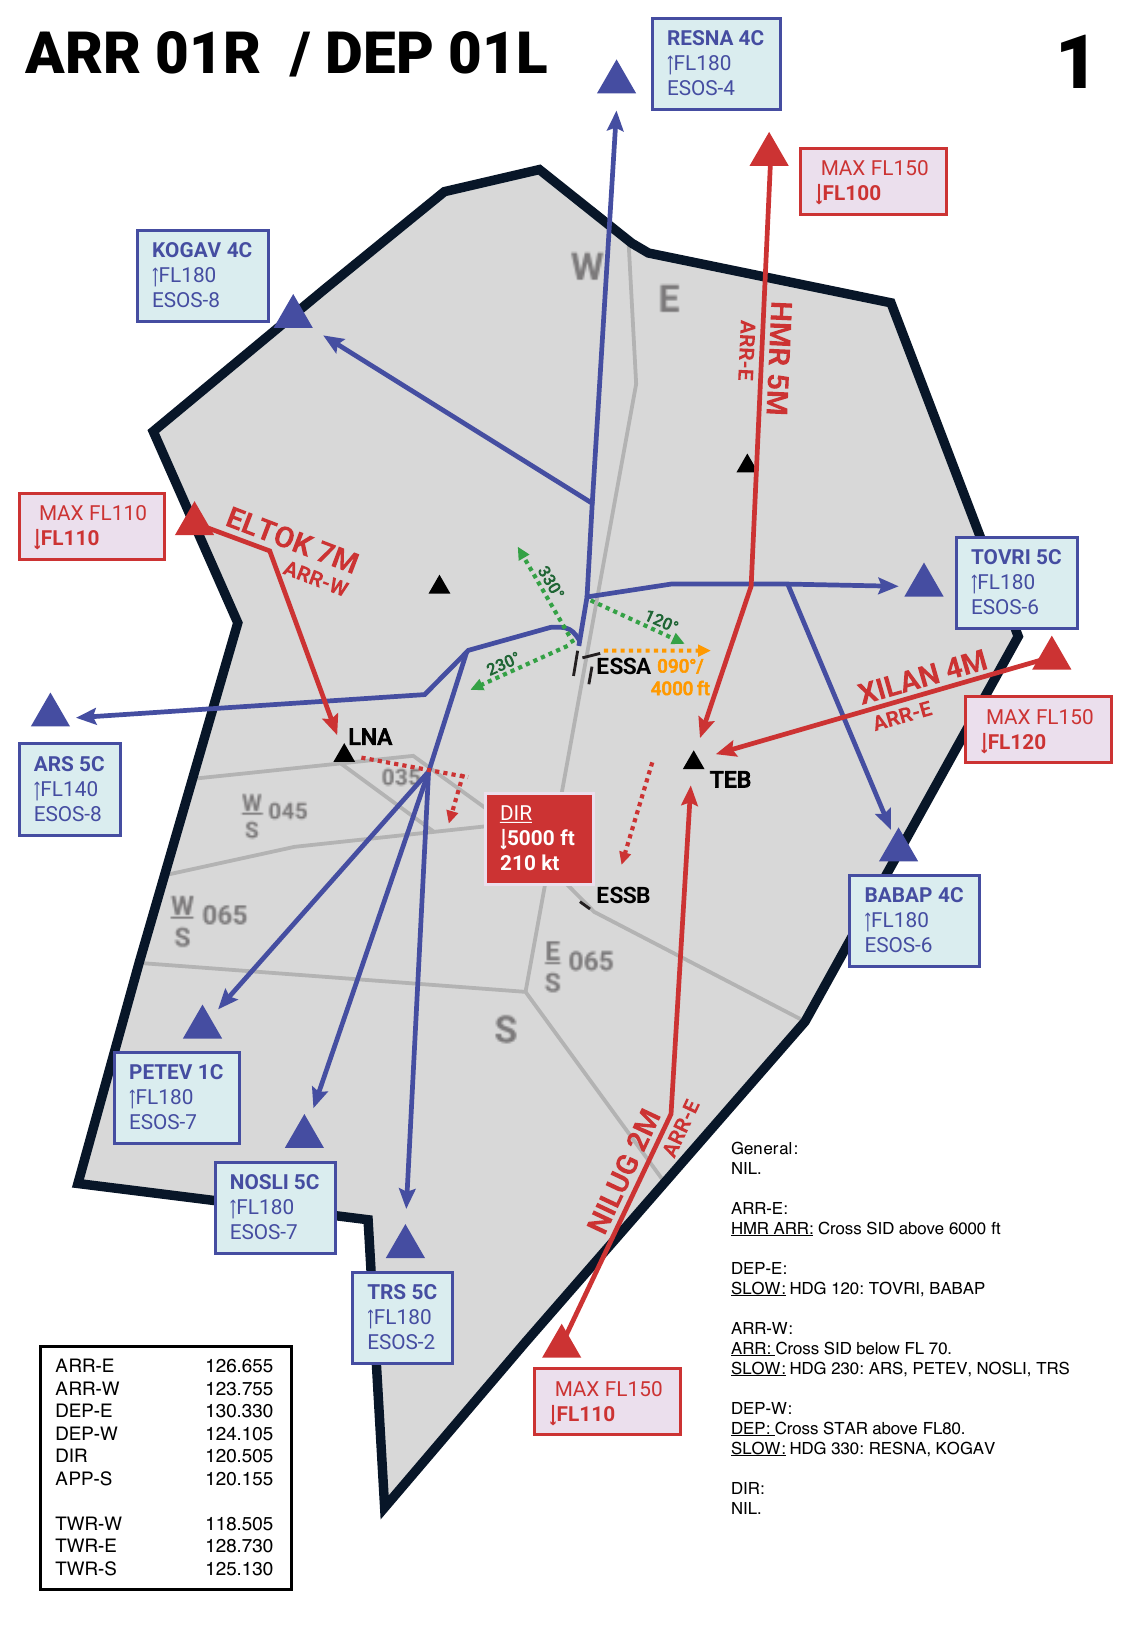 ARR 01R / DEP 01L
1
RESNA 4C
↑FL180
ESOS-4
MAX FL150
↓FL100
KOGAV 4C
↑FL180
ESOS-8
W
E
HMR 5M
ARR-E
MAX FL110
↓FL110
ELTOK 7M
ARR-W
330°
120°
230°
ESSA
090°/
4000 ft
TOVRI 5C
↑FL180
ESOS-6
XILAN 4M
ARR-E
MAX FL150
↓FL120
ARS 5C
↑FL140
ESOS-8
LNA
035
TEB
W
S
045
DIR
↓5000 ft
210 kt
ESSB
BABAP 4C
↑FL180
ESOS-6
W
S
065
E
S
065
S
PETEV 1C
↑FL180
ESOS-7
NOSLI 5C
↑FL180
ESOS-7
TRS 5C
↑FL180
ESOS-2
NILUG 2M
ARR-E
MAX FL150
↓FL110
General:
NIL.
ARR-E:
HMR ARR: Cross SID above 6000 ft
DEP-E:
SLOW: HDG 120: TOVRI, BABAP
ARR-W:
ARR: Cross SID below FL 70.
SLOW: HDG 230: ARS, PETEV, NOSLI, TRS
DEP-W:
DEP: Cross STAR above FL80.
SLOW: HDG 330: RESNA, KOGAV
DIR:
NIL.
ARR-E 126.655
ARR-W 123.755
DEP-E 130.330
DEP-W 124.105
DIR 120.505
APP-S 120.155
TWR-W 118.505
TWR-E 128.730
TWR-S 125.130